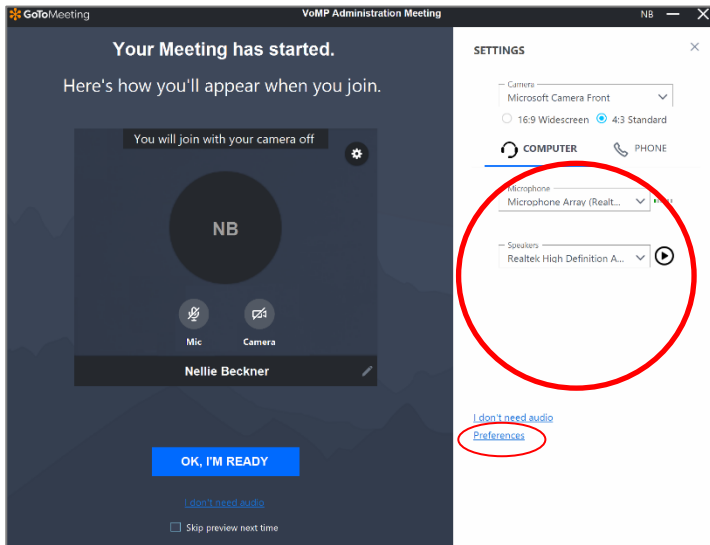 GoToMeeting
VoMP Administration Meeting
NB
Your Meeting has started.
Here's how you'll appear when you join.
You will join with your camera off
NB
Mic
Camera
Nellie Beckner
OK, I'M READY
I don't need audio
Skip preview next time
SETTINGS
Camera
Microsoft Camera Front
16:9 Widescreen
4:3 Standard
COMPUTER
PHONE
Microphone
Microphone Array (Realt...
Speakers
Realtek High Definition A...
I don't need audio
Preferences